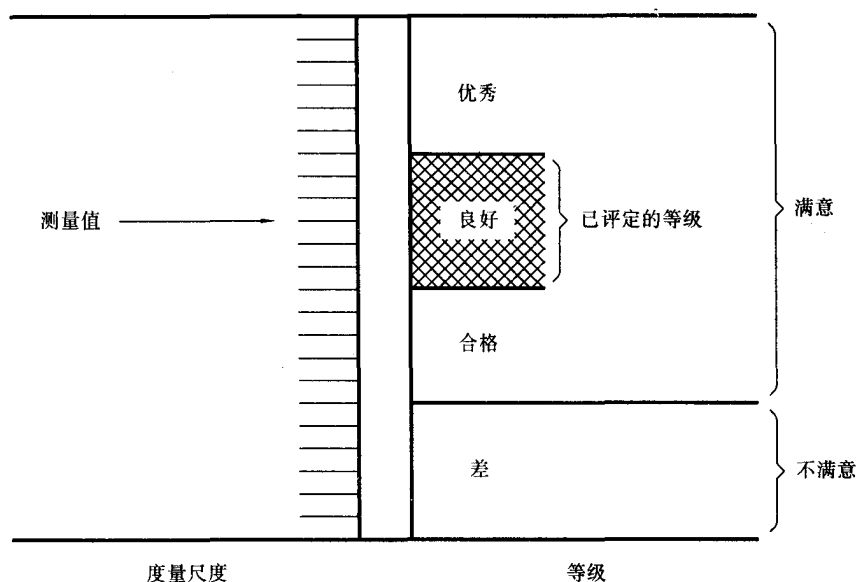 优秀
测量值
良好
已评定的等级
满意
合格
差
不满意
度量尺度
等级